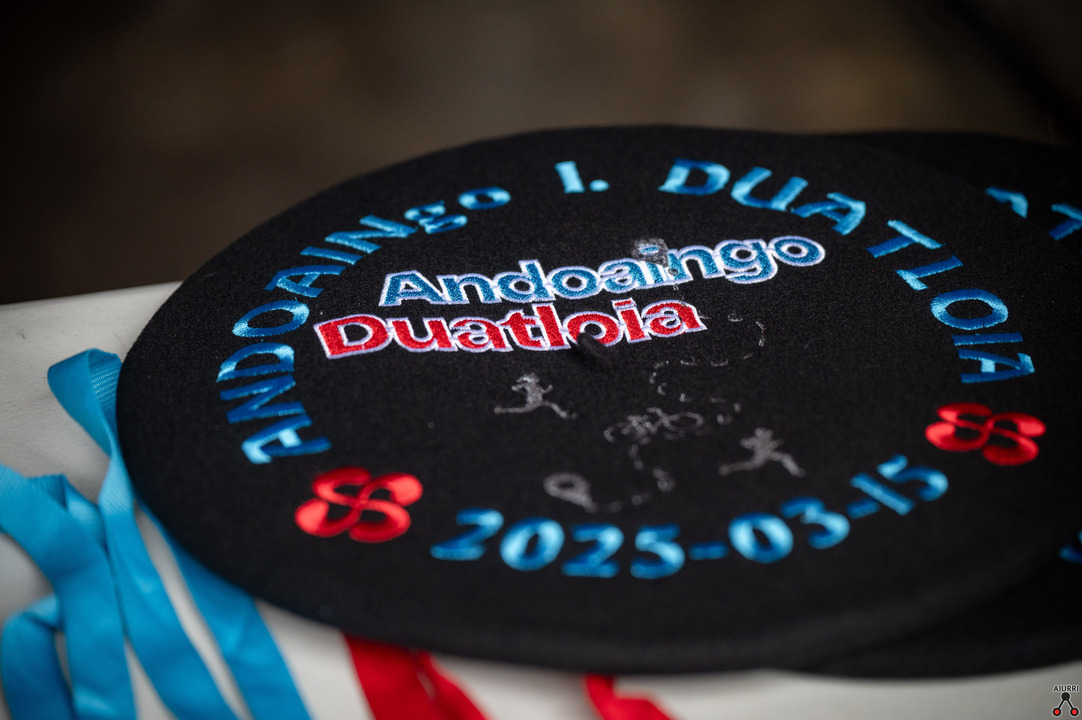 ANDOAINgo I. DUATLOIA
Andoaingo
Duatloia
2025-03-15
AIURRI